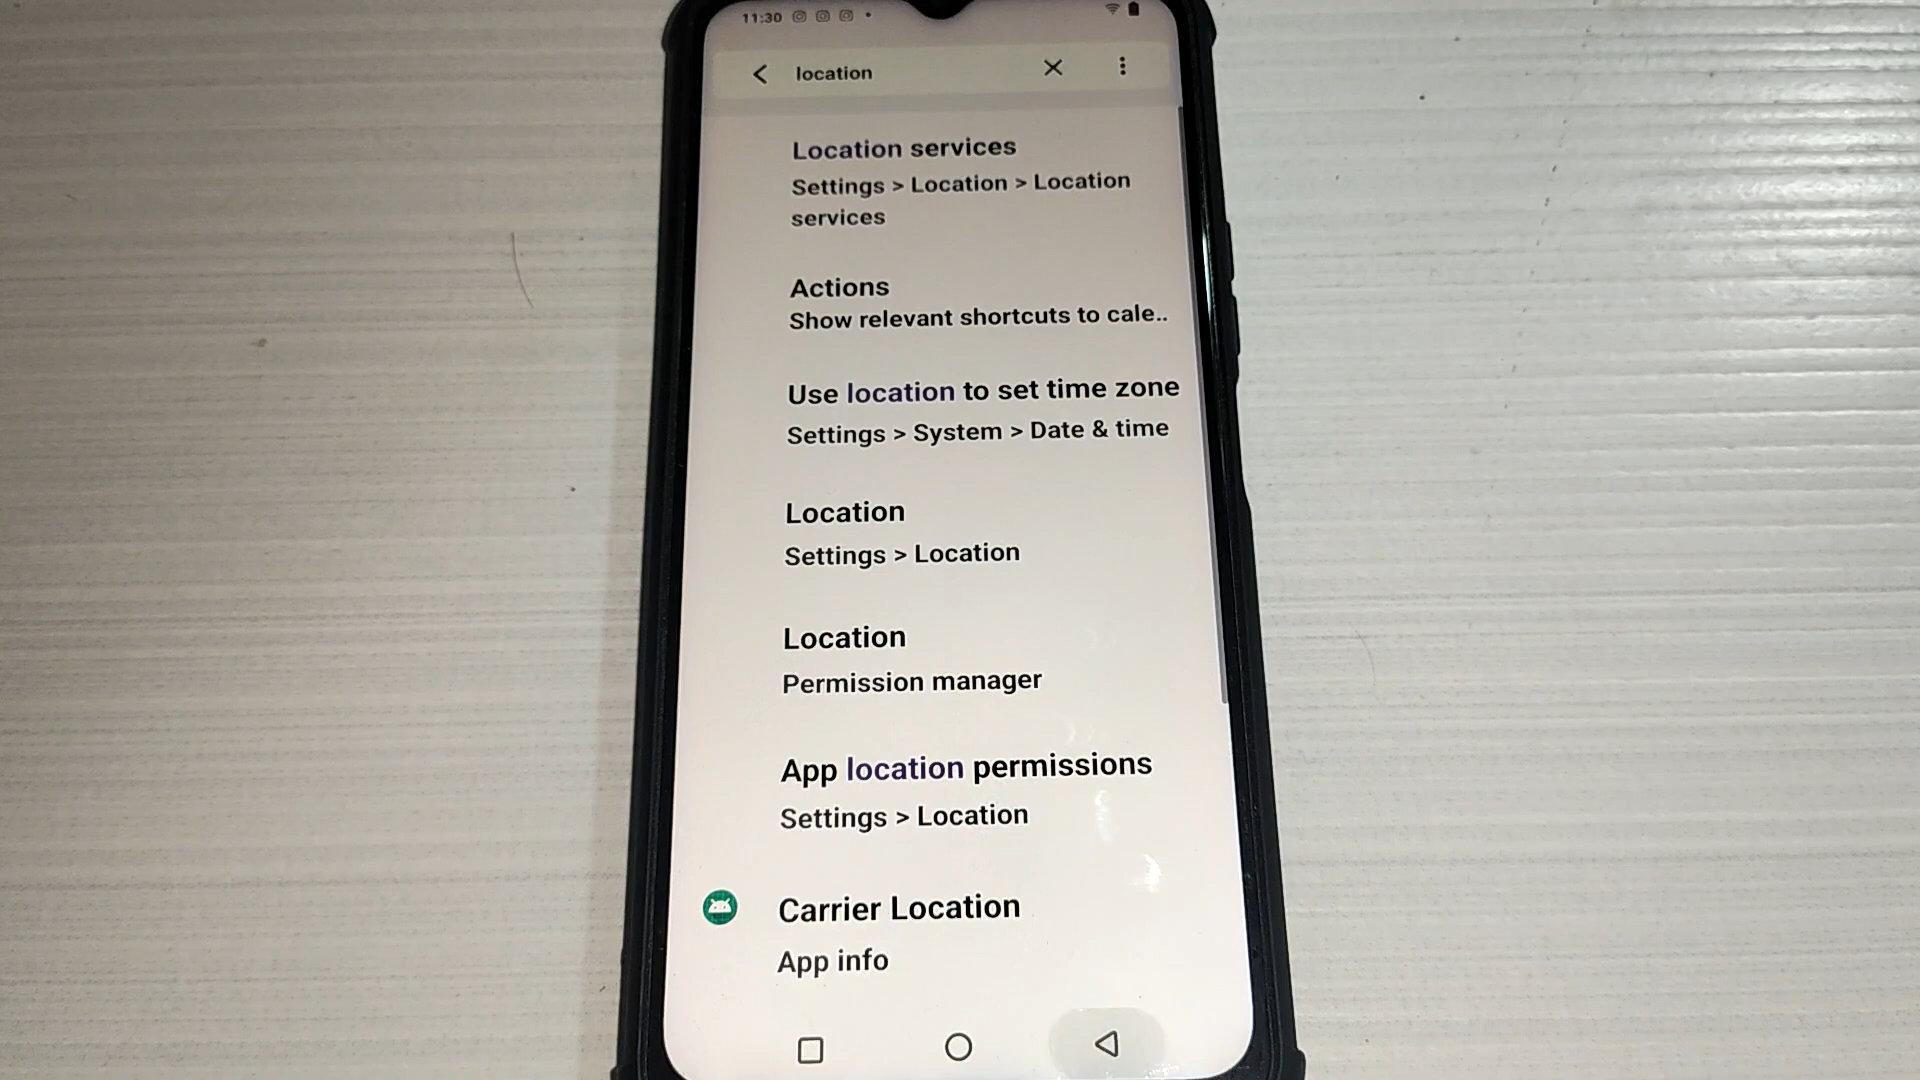 11:30
location
Location services
Settings > Location > Location
services
Actions
Show relevant shortcuts to cale..
Use location to set time zone
Settings > System > Date & time
Location
Settings > Location
Location
Permission manager
App location permissions
Settings > Location
Carrier Location
App info